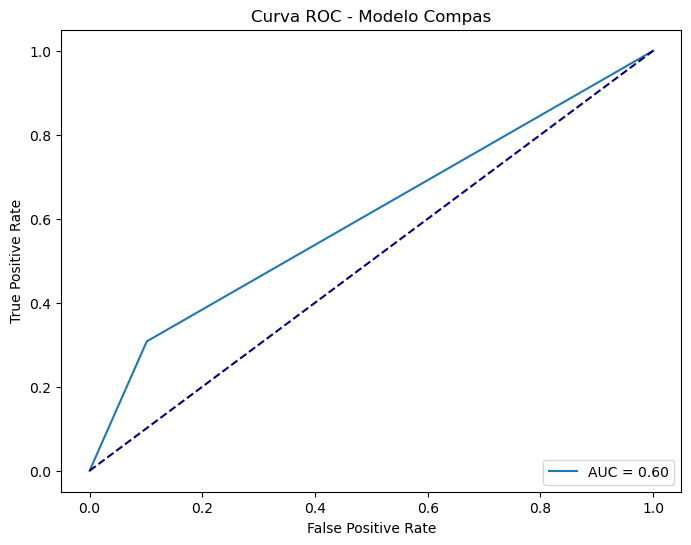 Curva ROC - Modelo Compas
True Positive Rate
1.0
0.8
0.6
0.4
0.2
0.0
AUC = 0.60
0.0 0.2 0.4 0.6 0.8 1.0
False Positive Rate